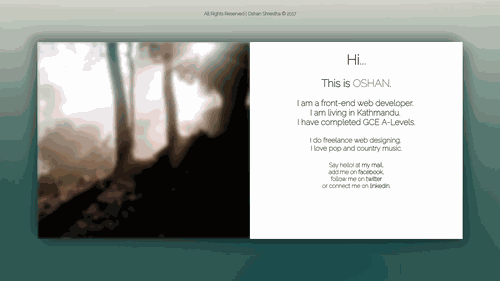 All Rights Reserved | Oshan Shrestha © 2017
Hi...
This is OSHAN.
I am a front-end web developer.
I am living in Kathmandu.
I have completed GCE A-Levels.
I do freelance web designing.
I love pop and country music.
Say hello! at my mail,
add me on facebook,
follow me on twitter
or connect me on linkedin.